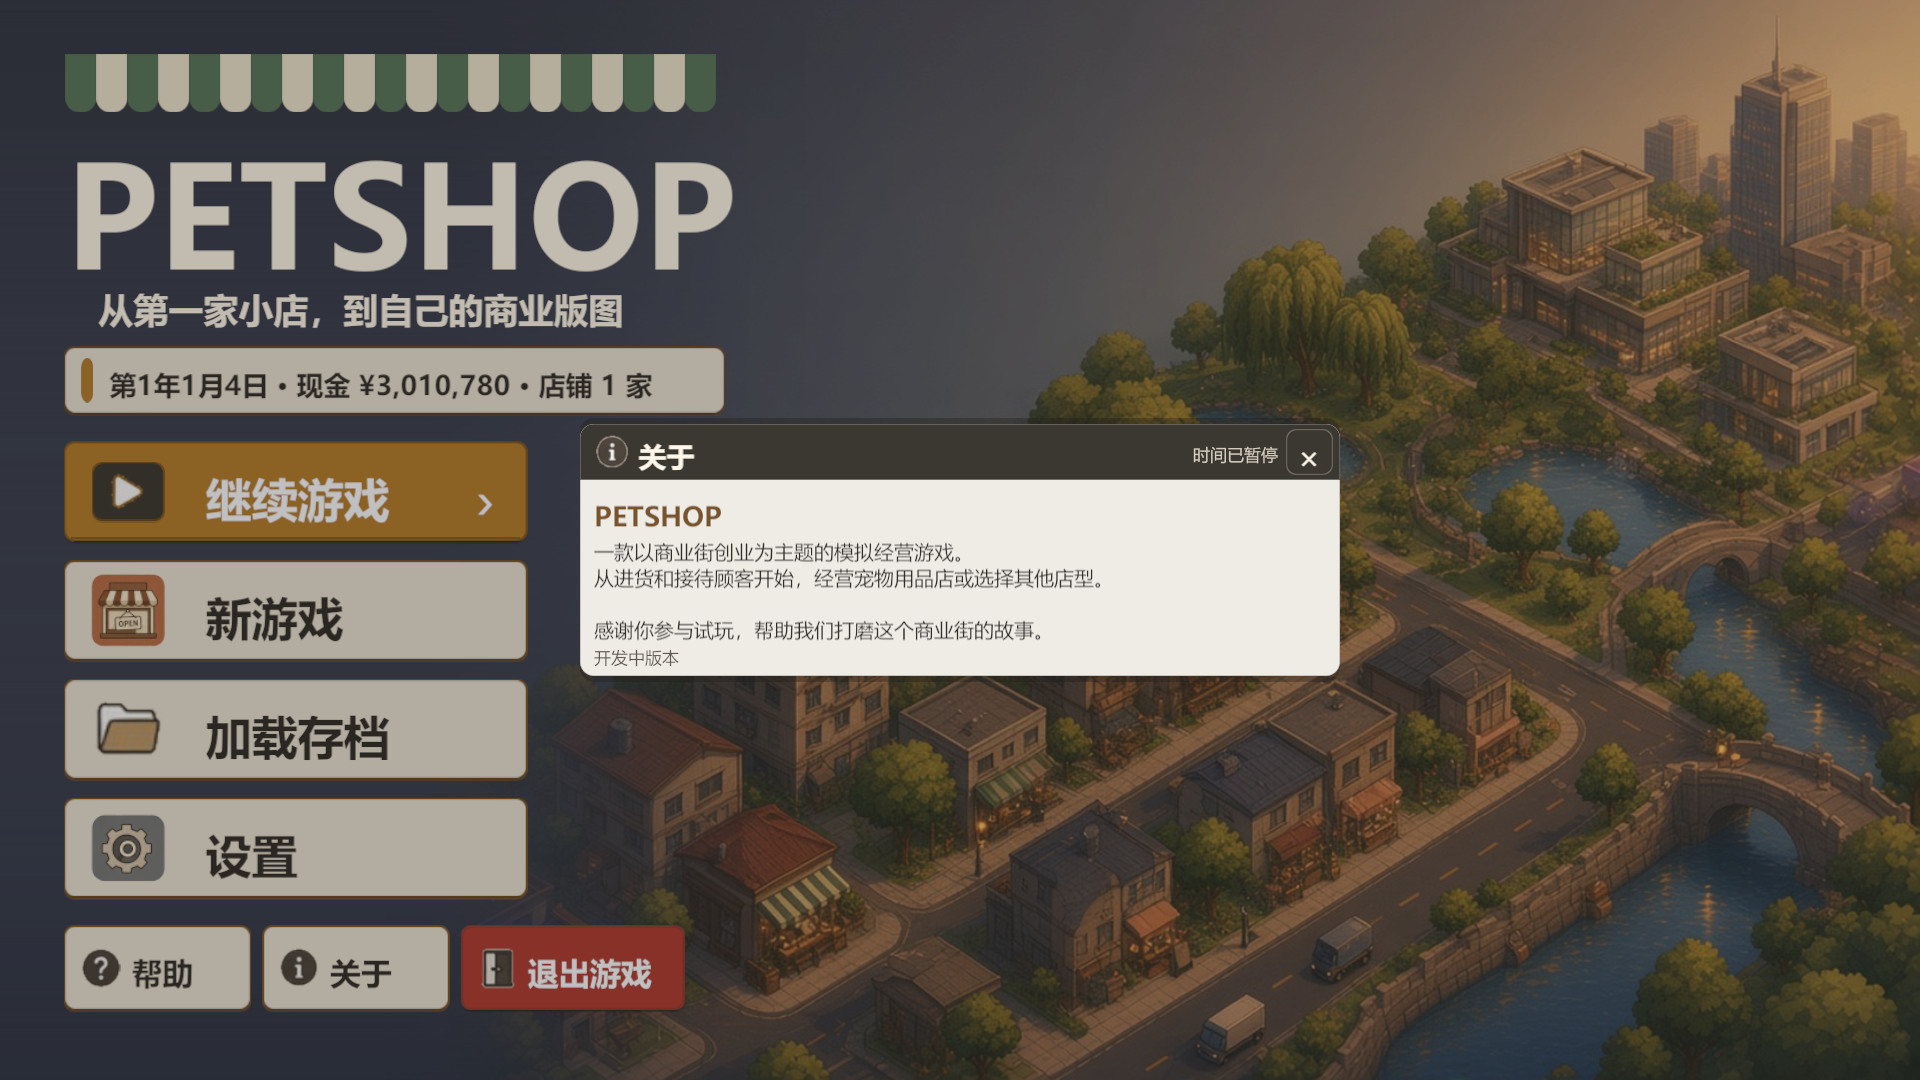 PETSHOP
从第一家小店，到自己的商业版图
第1年1月4日 • 现金 ¥3,010,780 • 店铺 1 家
继续游戏 ›
OPEN
新游戏
加载存档
设置
? 帮助
i 关于
退出游戏
i 关于
时间已暂停 ×
PETSHOP
一款以商业街创业为主题的模拟经营游戏。
从进货和接待顾客开始，经营宠物用品店或选择其他店型。
感谢你参与试玩，帮助我们打磨这个商业街的故事。
开发中版本